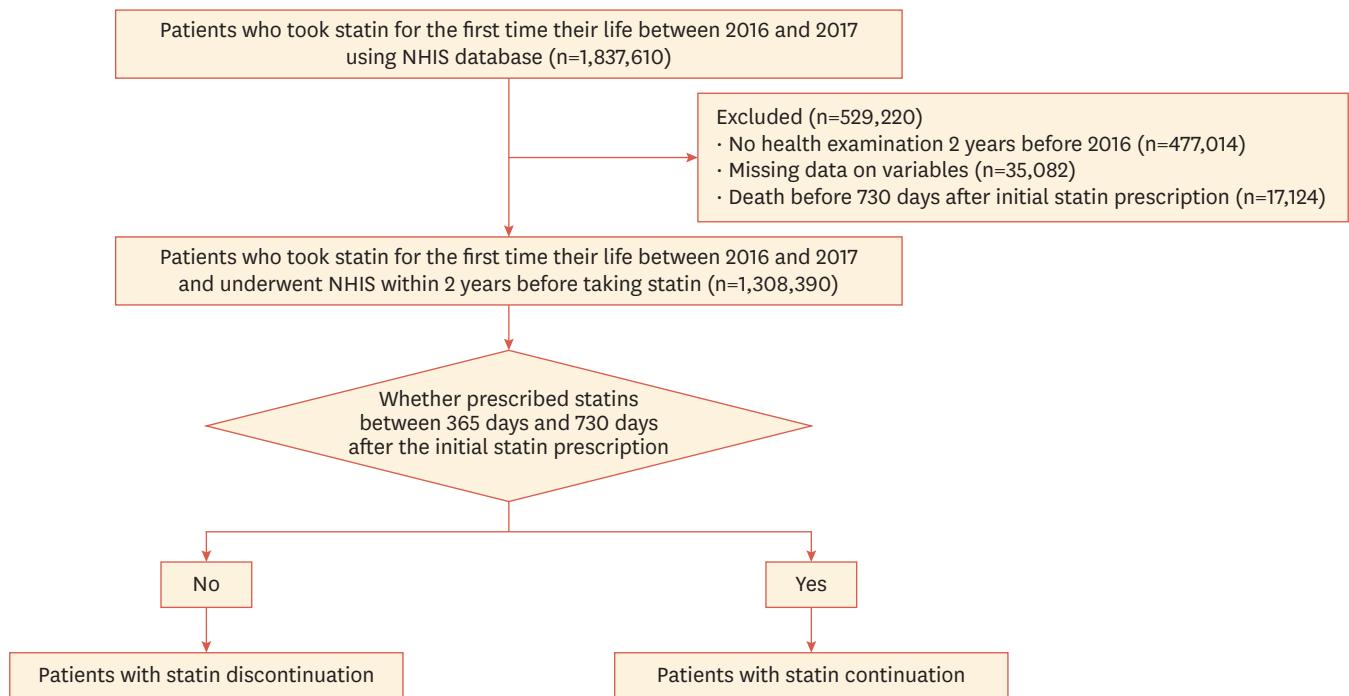 Patients who took statin for the first time their life between 2016 and 2017
using NHIS database (n=1,837,610)
Excluded (n=529,220)
· No health examination 2 years before 2016 (n=477,014)
· Missing data on variables (n=35,082)
· Death before 730 days after initial statin prescription (n=17,124)
Patients who took statin for the first time their life between 2016 and 2017
and underwent NHIS within 2 years before taking statin (n=1,308,390)
Whether prescribed statins
between 365 days and 730 days
after the initial statin prescription
No
Yes
Patients with statin discontinuation
Patients with statin continuation